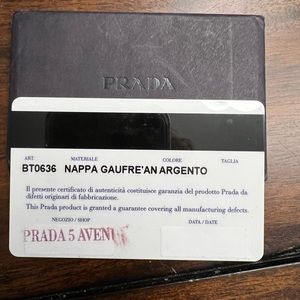 PRADA
ART. MATERIALE COLORE TAGLIA
BT0636 NAPPA GAUFRE'AN ARGENTO
Il presente certificato di autenticità costituisce garanzia del prodotto Prada da
difetti originari di fabbricazione.
This Prada product is granted a guarantee covering all manufacturing defects.
NEGOZIO / SHOP DATA / DATE
PRADA 5 AVENU